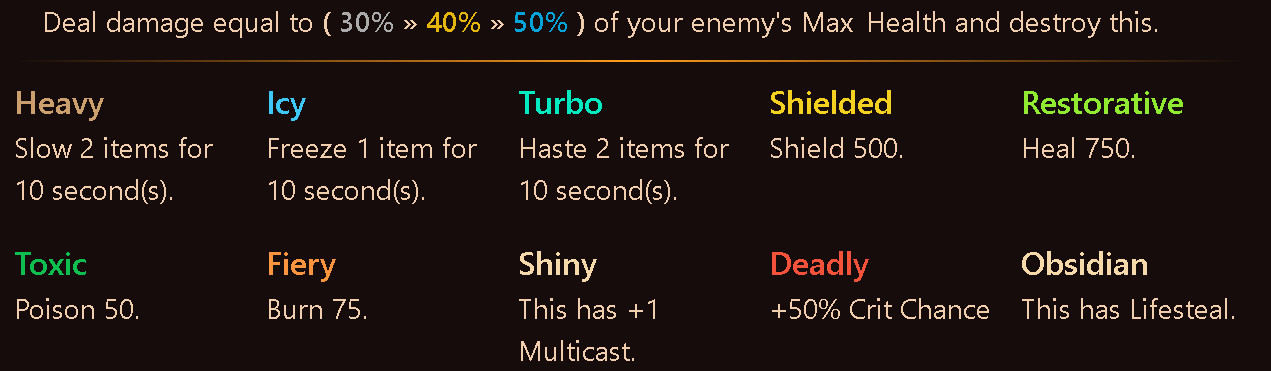 Deal damage equal to ( 30% » 40% » 50% ) of your enemy's Max Health and destroy this.
Heavy
Slow 2 items for
10 second(s).
Icy
Freeze 1 item for
10 second(s).
Turbo
Haste 2 items for
10 second(s).
Shielded
Shield 500.
Restorative
Heal 750.
Toxic
Poison 50.
Fiery
Burn 75.
Shiny
This has +1
Multicast.
Deadly
+50% Crit Chance
Obsidian
This has Lifesteal.